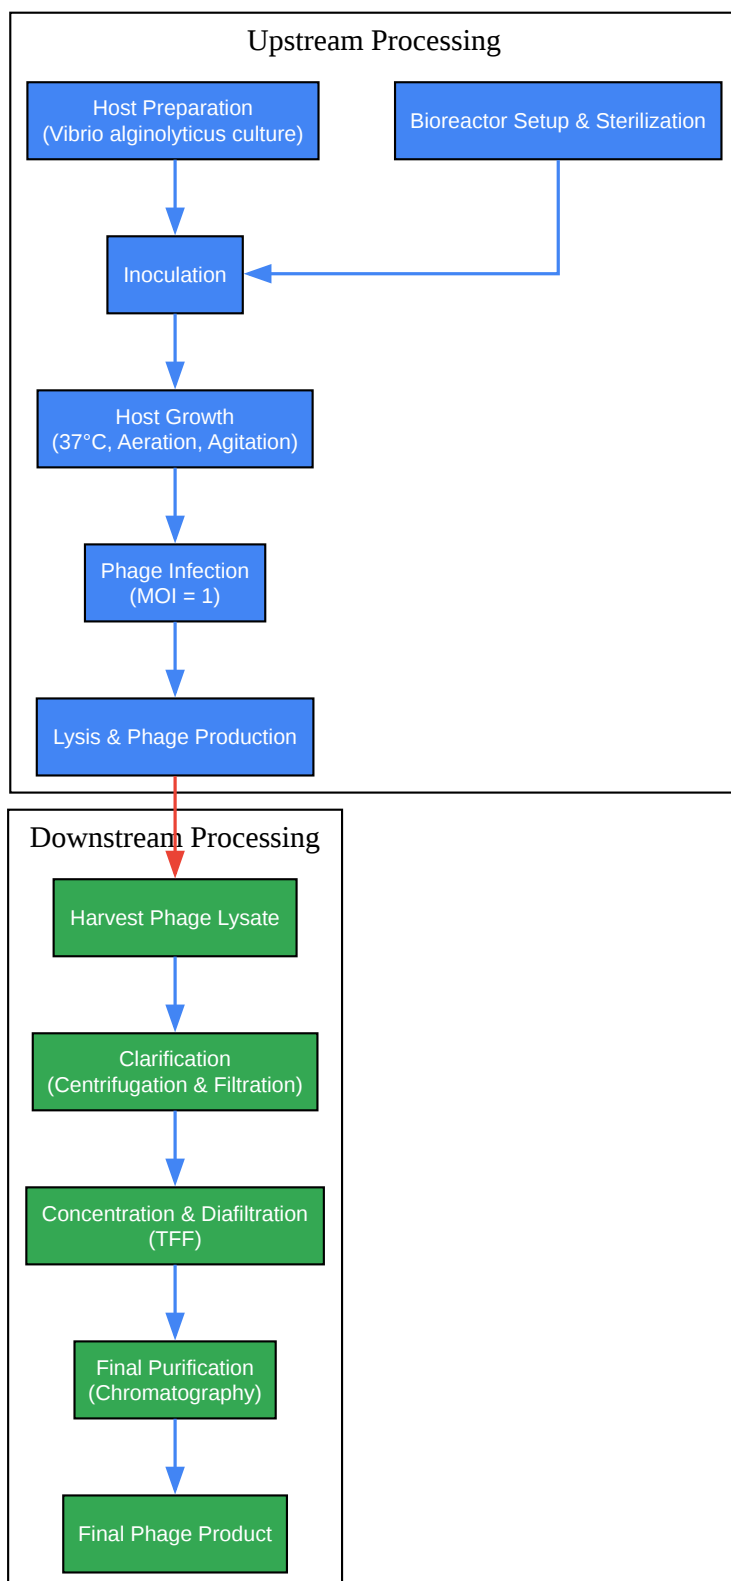 Upstream Processing
Host Preparation
(Vibrio alginolyticus culture)
Bioreactor Setup & Sterilization
Inoculation
Host Growth
(37°C, Aeration, Agitation)
Phage Infection
(MOI = 1)
Lysis & Phage Production
Downstream Processing
Harvest Phage Lysate
Clarification
(Centrifugation & Filtration)
Concentration & Diafiltration
(TFF)
Final Purification
(Chromatography)
Final Phage Product